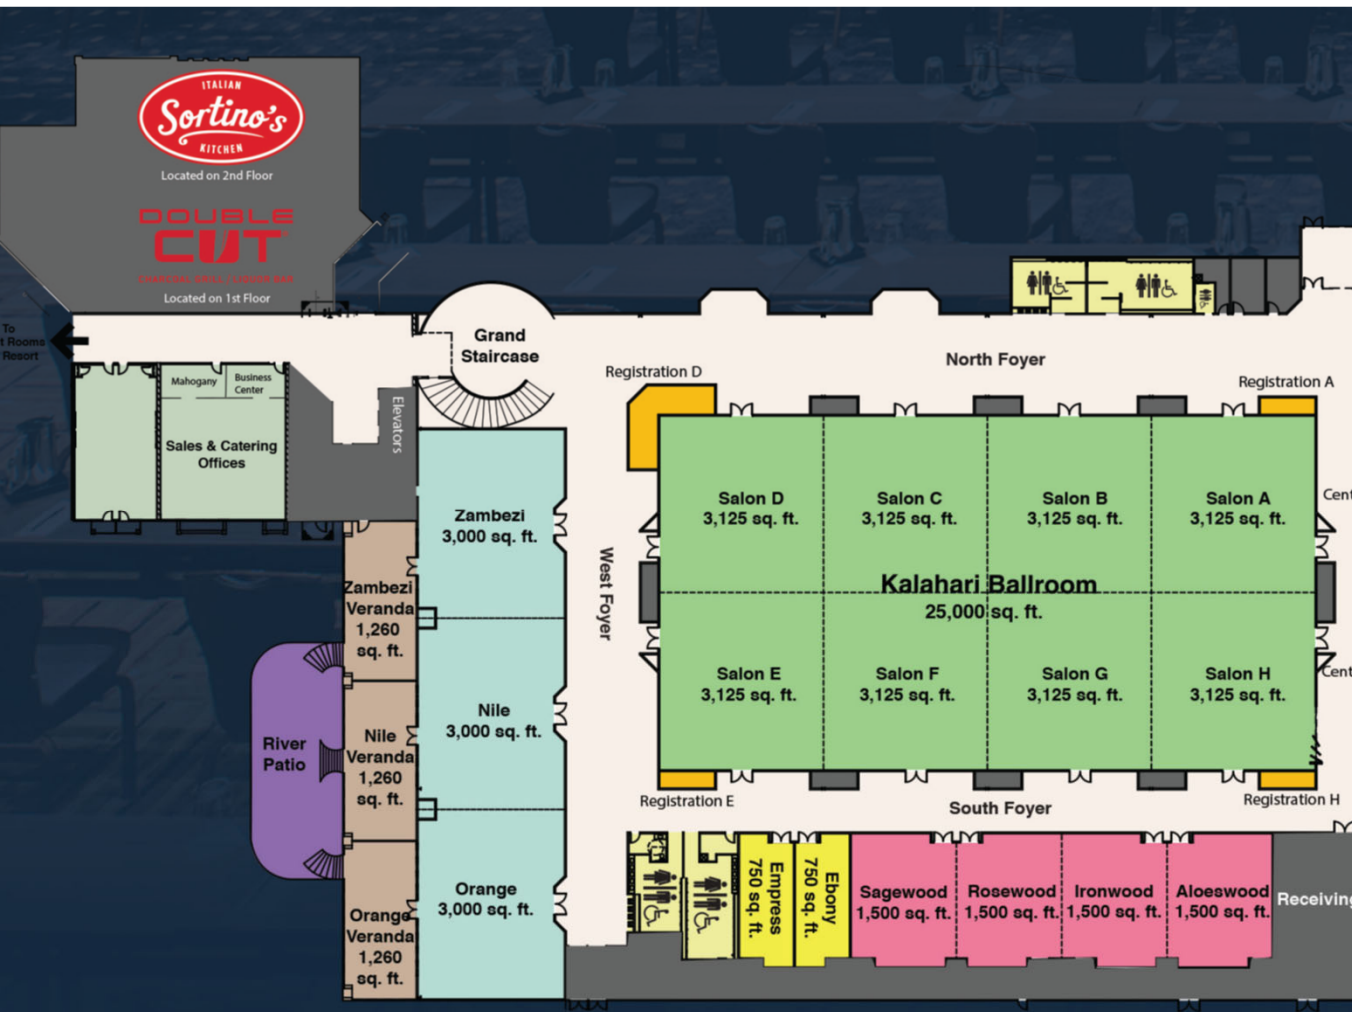 ITALIAN
Sortino's
KITCHEN
Located on 2nd Floor
DOUBLE
CUT
CHARCOAL GRILL | LIQUOR BAR
Located on 1st Floor
To
t Rooms
Resort
Grand
Staircase
North Foyer
Registration D
Registration A
Mahogany
Business
Center
Sales & Catering
Offices
Elevators
Zambezi
3,000 sq. ft.
Zambezi
Veranda
1,260
sq. ft.
Nile
3,000 sq. ft.
Nile
Veranda
1,260
sq. ft.
River
Patio
Orange
3,000 sq. ft.
Orange
Veranda
1,260
sq. ft.
West Foyer
Salon D
3,125 sq. ft.
Salon C
3,125 sq. ft.
Salon B
3,125 sq. ft.
Salon A
3,125 sq. ft.
Cent
Kalahari Ballroom
25,000 sq. ft.
Salon E
3,125 sq. ft.
Salon F
3,125 sq. ft.
Salon G
3,125 sq. ft.
Salon H
3,125 sq. ft.
Cent
Registration E
South Foyer
Registration H
Empress
750 sq. ft.
Ebony
750 sq. ft.
Sagewood
1,500 sq. ft.
Rosewood
1,500 sq. ft.
Ironwood
1,500 sq. ft.
Aloeswood
1,500 sq. ft.
Receiving